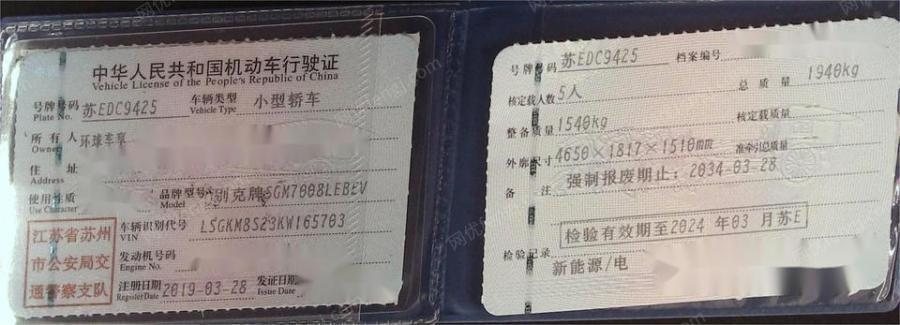 中华人民共和国机动车行驶证
Vehicle License of the People's Republic of China
号牌号码 苏EDC9425 车辆类型 小型轿车
Plate No. Vehicle Type
所有人 环球车享
Owner
住址
Address
使用性质 品牌型号 别克牌SGM7008LEBEV
Use Character Model
车辆识别代号 LSGKM8S23KW165703
VIN
发动机号码
Engine No.
注册日期 2019-03-28 发证日期
Register Date Issue Date
江苏省苏州
市公安局交
通警察支队
号牌号码 苏EDC9425 档案编号
核定载人数 5人 总质量 1940kg
整备质量 1540kg 核定载质量
外廓尺寸 4650×1817×1510毫米 准牵引总质量
备注 强制报废期止：2034-03-28
检验有效期至2024 年03 月苏E
检验记录
新能源/电